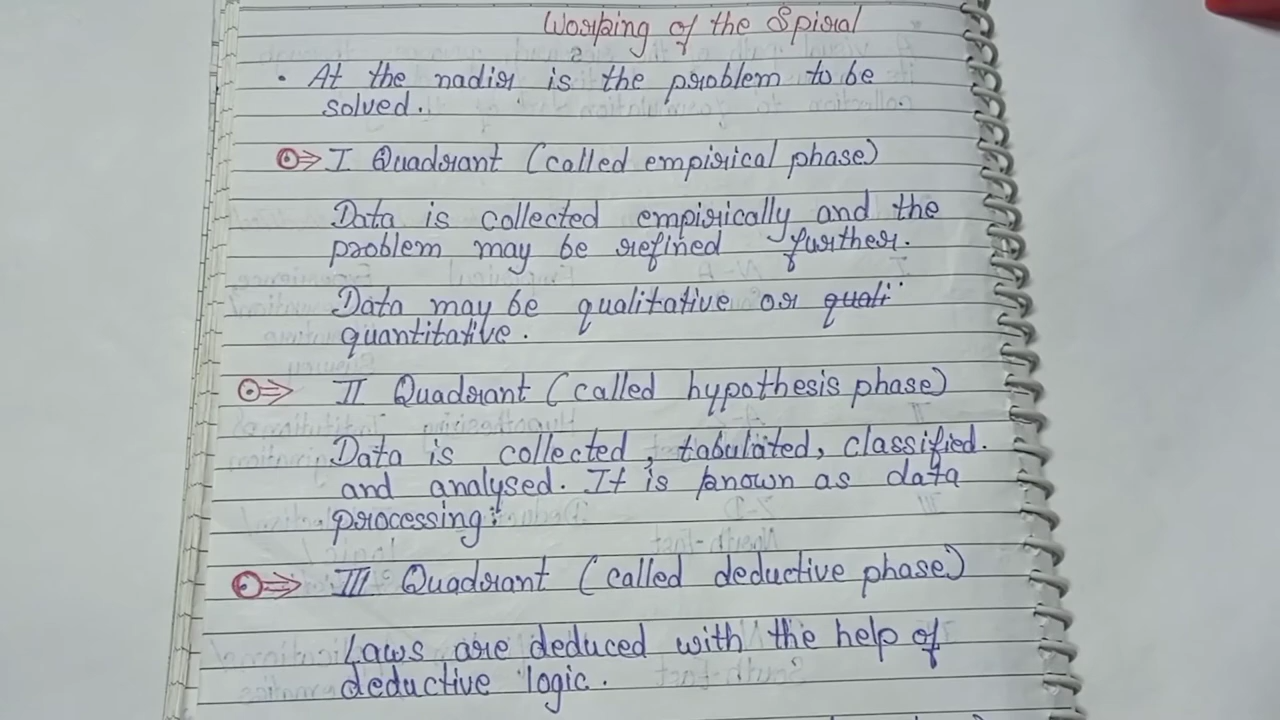 Working of the Spiral
• At the nadir is the problem to be
solved.
I Quadrant (called empirical phase)
Data is collected empirically and the
problem may be refined further.
Data may be qualitative or quali
quantitative.
II Quadrant (called hypothesis phase)
Data is collected, tabulated, classified.
and analysed. It is known as data
processing.
III Quadrant (called deductive phase)
Laws are deduced with the help of
deductive logic.